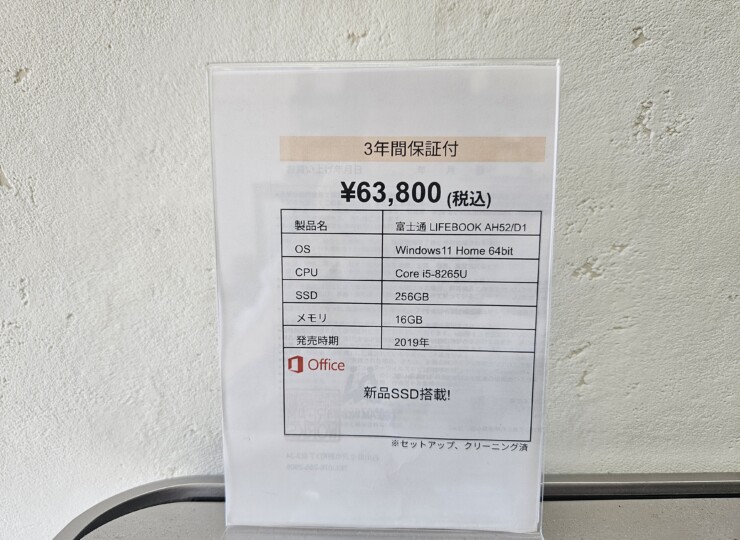 3年間保証付
¥63,800 (税込)
製品名 富士通 LIFEBOOK AH52/D1
OS Windows11 Home 64bit
CPU Core i5-8265U
SSD 256GB
メモリ 16GB
発売時期 2019年
Office
新品SSD搭載!
※セットアップ、クリーニング済